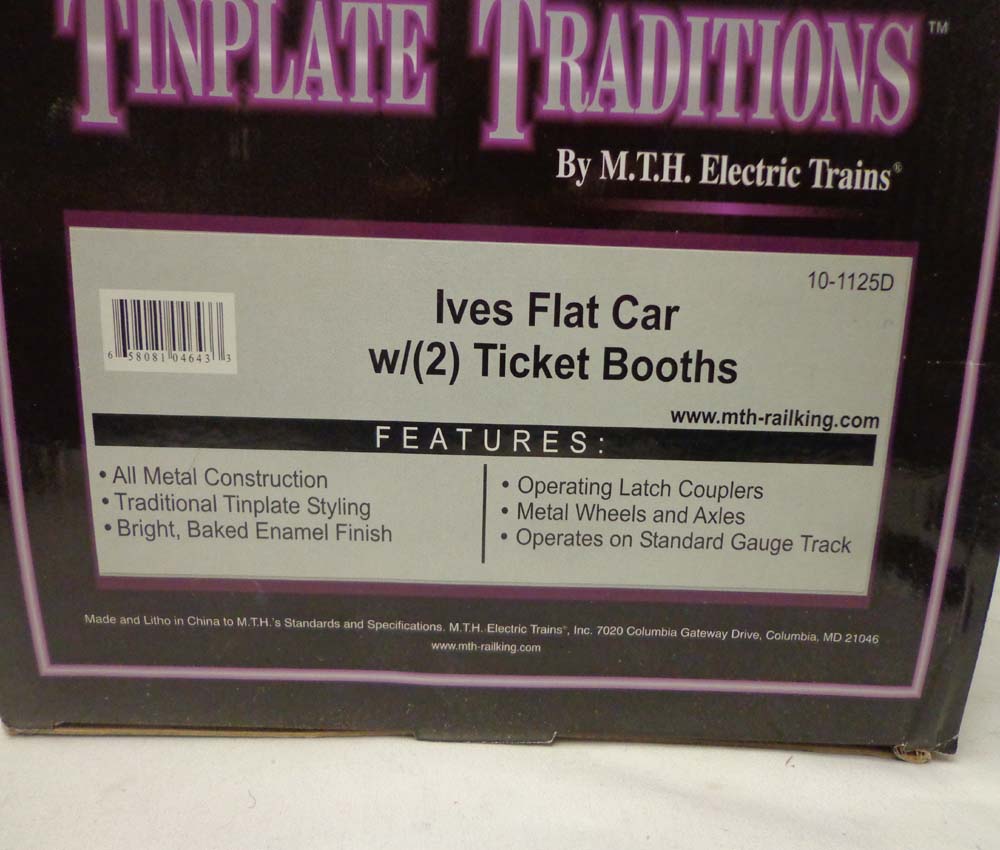 TINPLATE TRADITIONS™
By M.T.H. Electric Trains®
10-1125D
Ives Flat Car
w/(2) Ticket Booths
6 58081 04643 3
www.mth-railking.com
FEATURES:
• All Metal Construction
• Traditional Tinplate Styling
• Bright, Baked Enamel Finish
• Operating Latch Couplers
• Metal Wheels and Axles
• Operates on Standard Gauge Track
Made and Litho in China to M.T.H.'s Standards and Specifications. M.T.H. Electric Trains®, Inc. 7020 Columbia Gateway Drive, Columbia, MD 21046
www.mth-railking.com